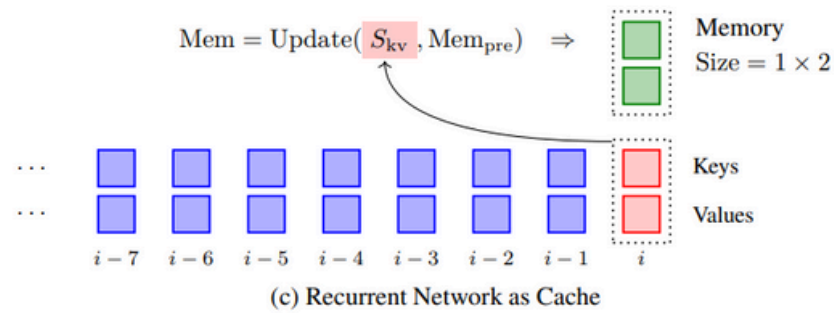 Mem = Update( S_kv , Mem_pre) ⇒
Memory
Size = 1 × 2
··· Keys
··· Values
i − 7 i − 6 i − 5 i − 4 i − 3 i − 2 i − 1 i
(c) Recurrent Network as Cache